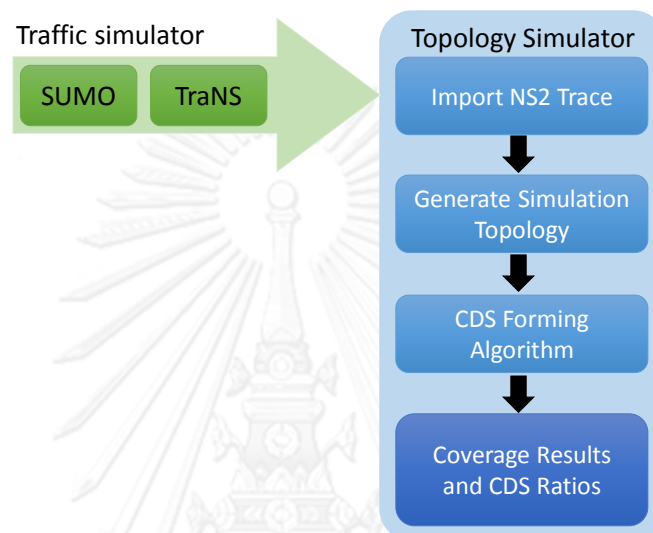 Traffic simulator
SUMO
TraNS
Topology Simulator
Import NS2 Trace
Generate Simulation
Topology
CDS Forming
Algorithm
Coverage Results
and CDS Ratios